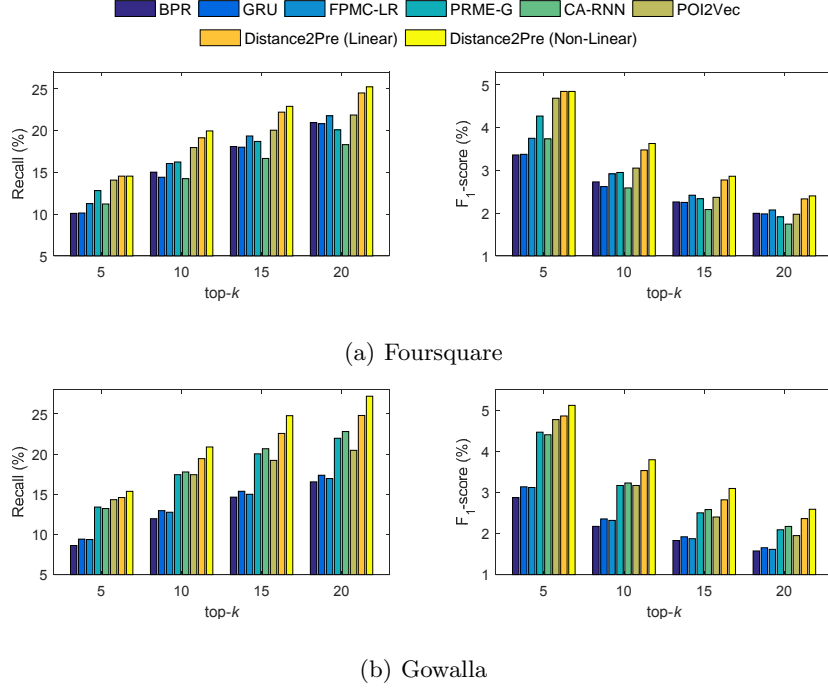 BPR GRU FPMC-LR PRME-G CA-RNN POI2Vec
Distance2Pre (Linear) Distance2Pre (Non-Linear)
Recall (%)
25
20
15
10
5
5 10 15 20
top-k
F1-score (%)
5
4
3
2
1
5 10 15 20
top-k
(a) Foursquare
Recall (%)
25
20
15
10
5
5 10 15 20
top-k
F1-score (%)
5
4
3
2
1
5 10 15 20
top-k
(b) Gowalla